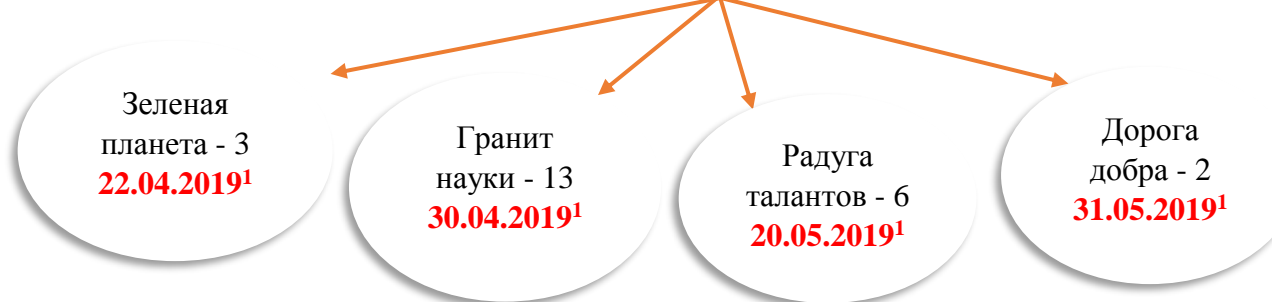 Зеленая
планета - 3
22.04.2019¹
Гранит
науки - 13
30.04.2019¹
Радуга
талантов - 6
20.05.2019¹
Дорога
добра - 2
31.05.2019¹